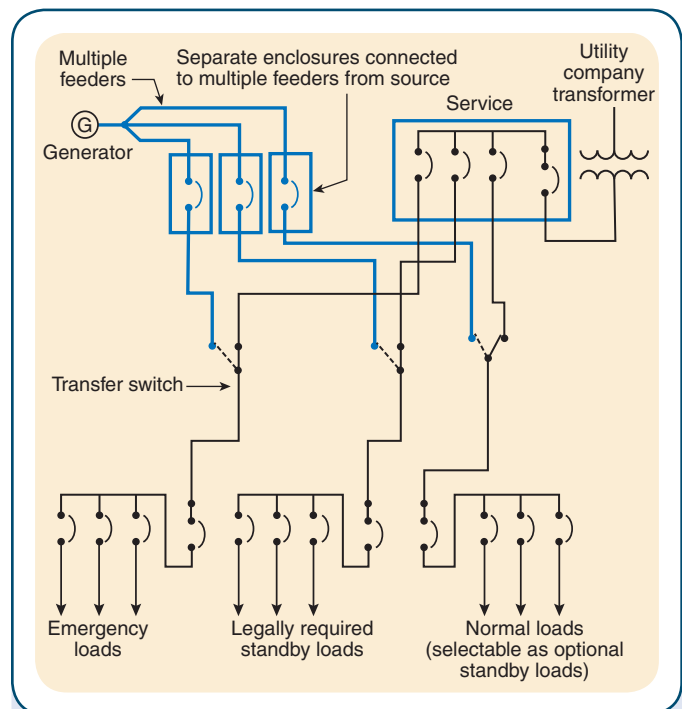 Multiple
feeders
Separate enclosures connected
to multiple feeders from source
Utility
company
transformer
Service
G
Generator
Transfer switch
Emergency
loads
Legally required
standby loads
Normal loads
(selectable as optional
standby loads)